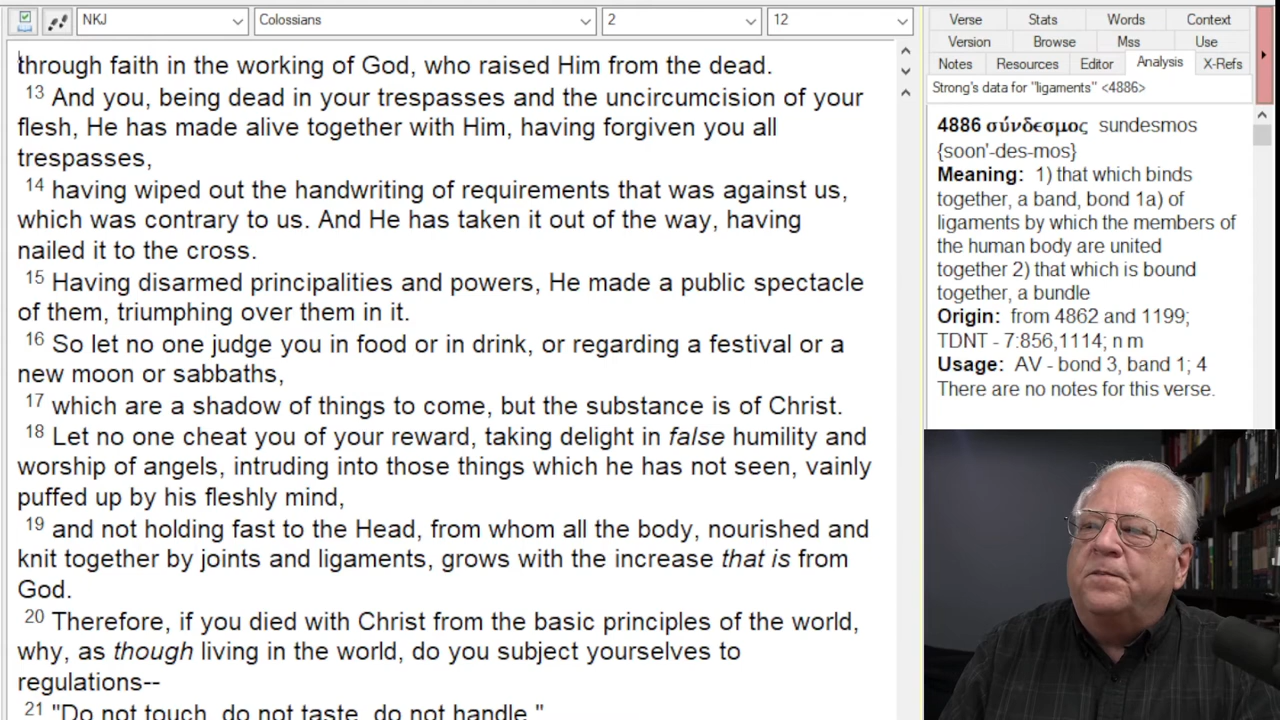 NKJ Colossians 2 12
through faith in the working of God, who raised Him from the dead.
13 And you, being dead in your trespasses and the uncircumcision of your
flesh, He has made alive together with Him, having forgiven you all
trespasses,
14 having wiped out the handwriting of requirements that was against us,
which was contrary to us. And He has taken it out of the way, having
nailed it to the cross.
15 Having disarmed principalities and powers, He made a public spectacle
of them, triumphing over them in it.
16 So let no one judge you in food or in drink, or regarding a festival or a
new moon or sabbaths,
17 which are a shadow of things to come, but the substance is of Christ.
18 Let no one cheat you of your reward, taking delight in false humility and
worship of angels, intruding into those things which he has not seen, vainly
puffed up by his fleshly mind,
19 and not holding fast to the Head, from whom all the body, nourished and
knit together by joints and ligaments, grows with the increase that is from
God.
20 Therefore, if you died with Christ from the basic principles of the world,
why, as though living in the world, do you subject yourselves to
regulations--
21 "Do not touch, do not taste, do not handle,"
Verse Stats Words Context
Version Browse Mss Use
Notes Resources Editor Analysis X-Refs
Strong's data for "ligaments" <4886>
4886 σύνδεσμος sundesmos
{soon'-des-mos}
Meaning: 1) that which binds
together, a band, bond 1a) of
ligaments by which the members of
the human body are united
together 2) that which is bound
together, a bundle
Origin: from 4862 and 1199;
TDNT - 7:856,1114; n m
Usage: AV - bond 3, band 1; 4
There are no notes for this verse.